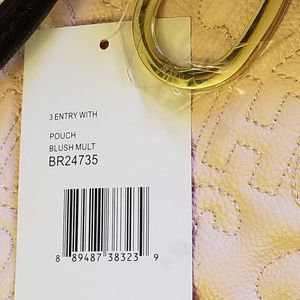 3 ENTRY WITH
POUCH
BLUSH MULT
BR24735
8 89487 38323 9